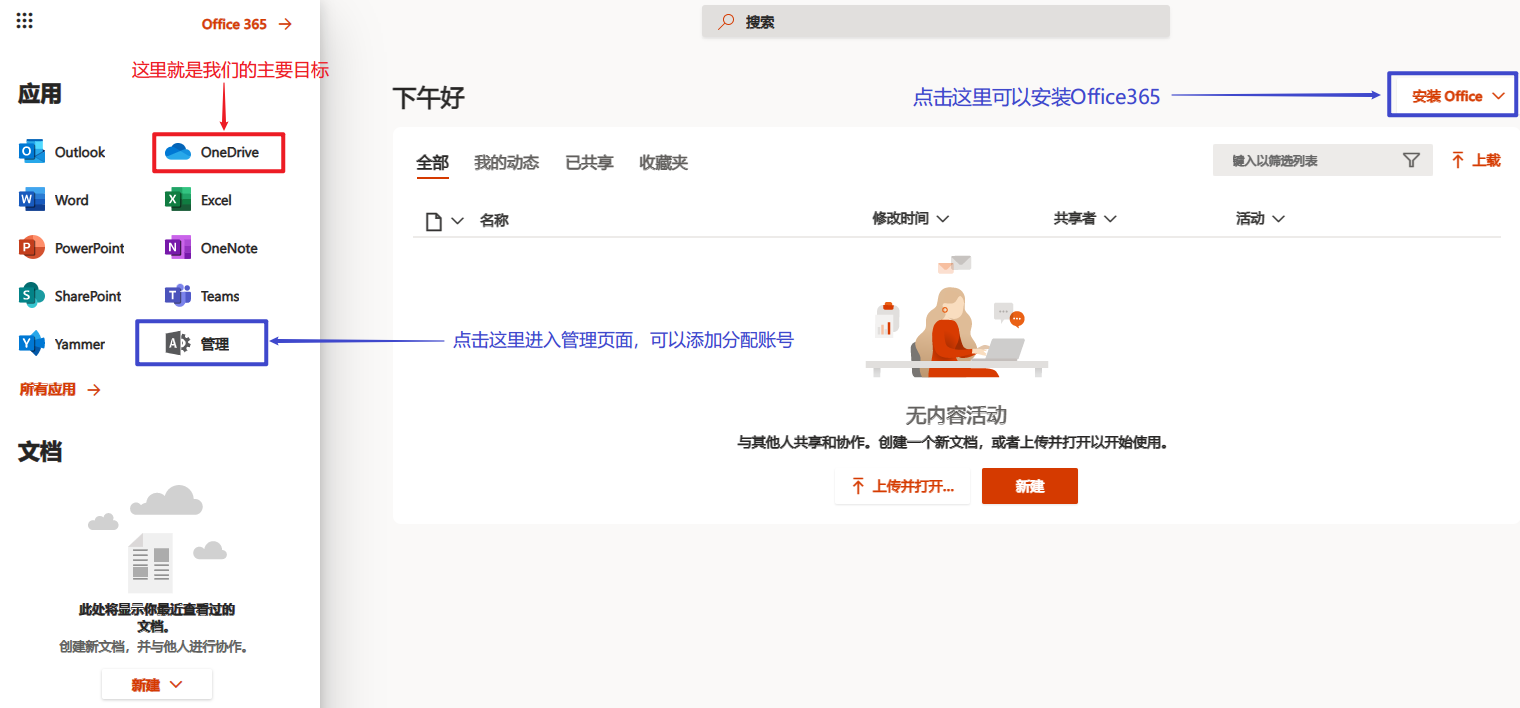 Office 365 →
搜索
这里就是我们的主要目标
应用
下午好
点击这里可以安装Office365
安装 Office
Outlook
OneDrive
全部 我的动态 已共享 收藏夹
键入以筛选列表
上载
Word
Excel
名称
修改时间
共享者
活动
PowerPoint
OneNote
SharePoint
Teams
Yammer
管理
点击这里进入管理页面，可以添加分配账号
所有应用 →
无内容活动
与其他人共享和协作。创建一个新文档，或者上传并打开以开始使用。
上传并打开...
新建
文档
此处将显示你最近查看过的
文档。
创建新文档，并与他人进行协作。
新建